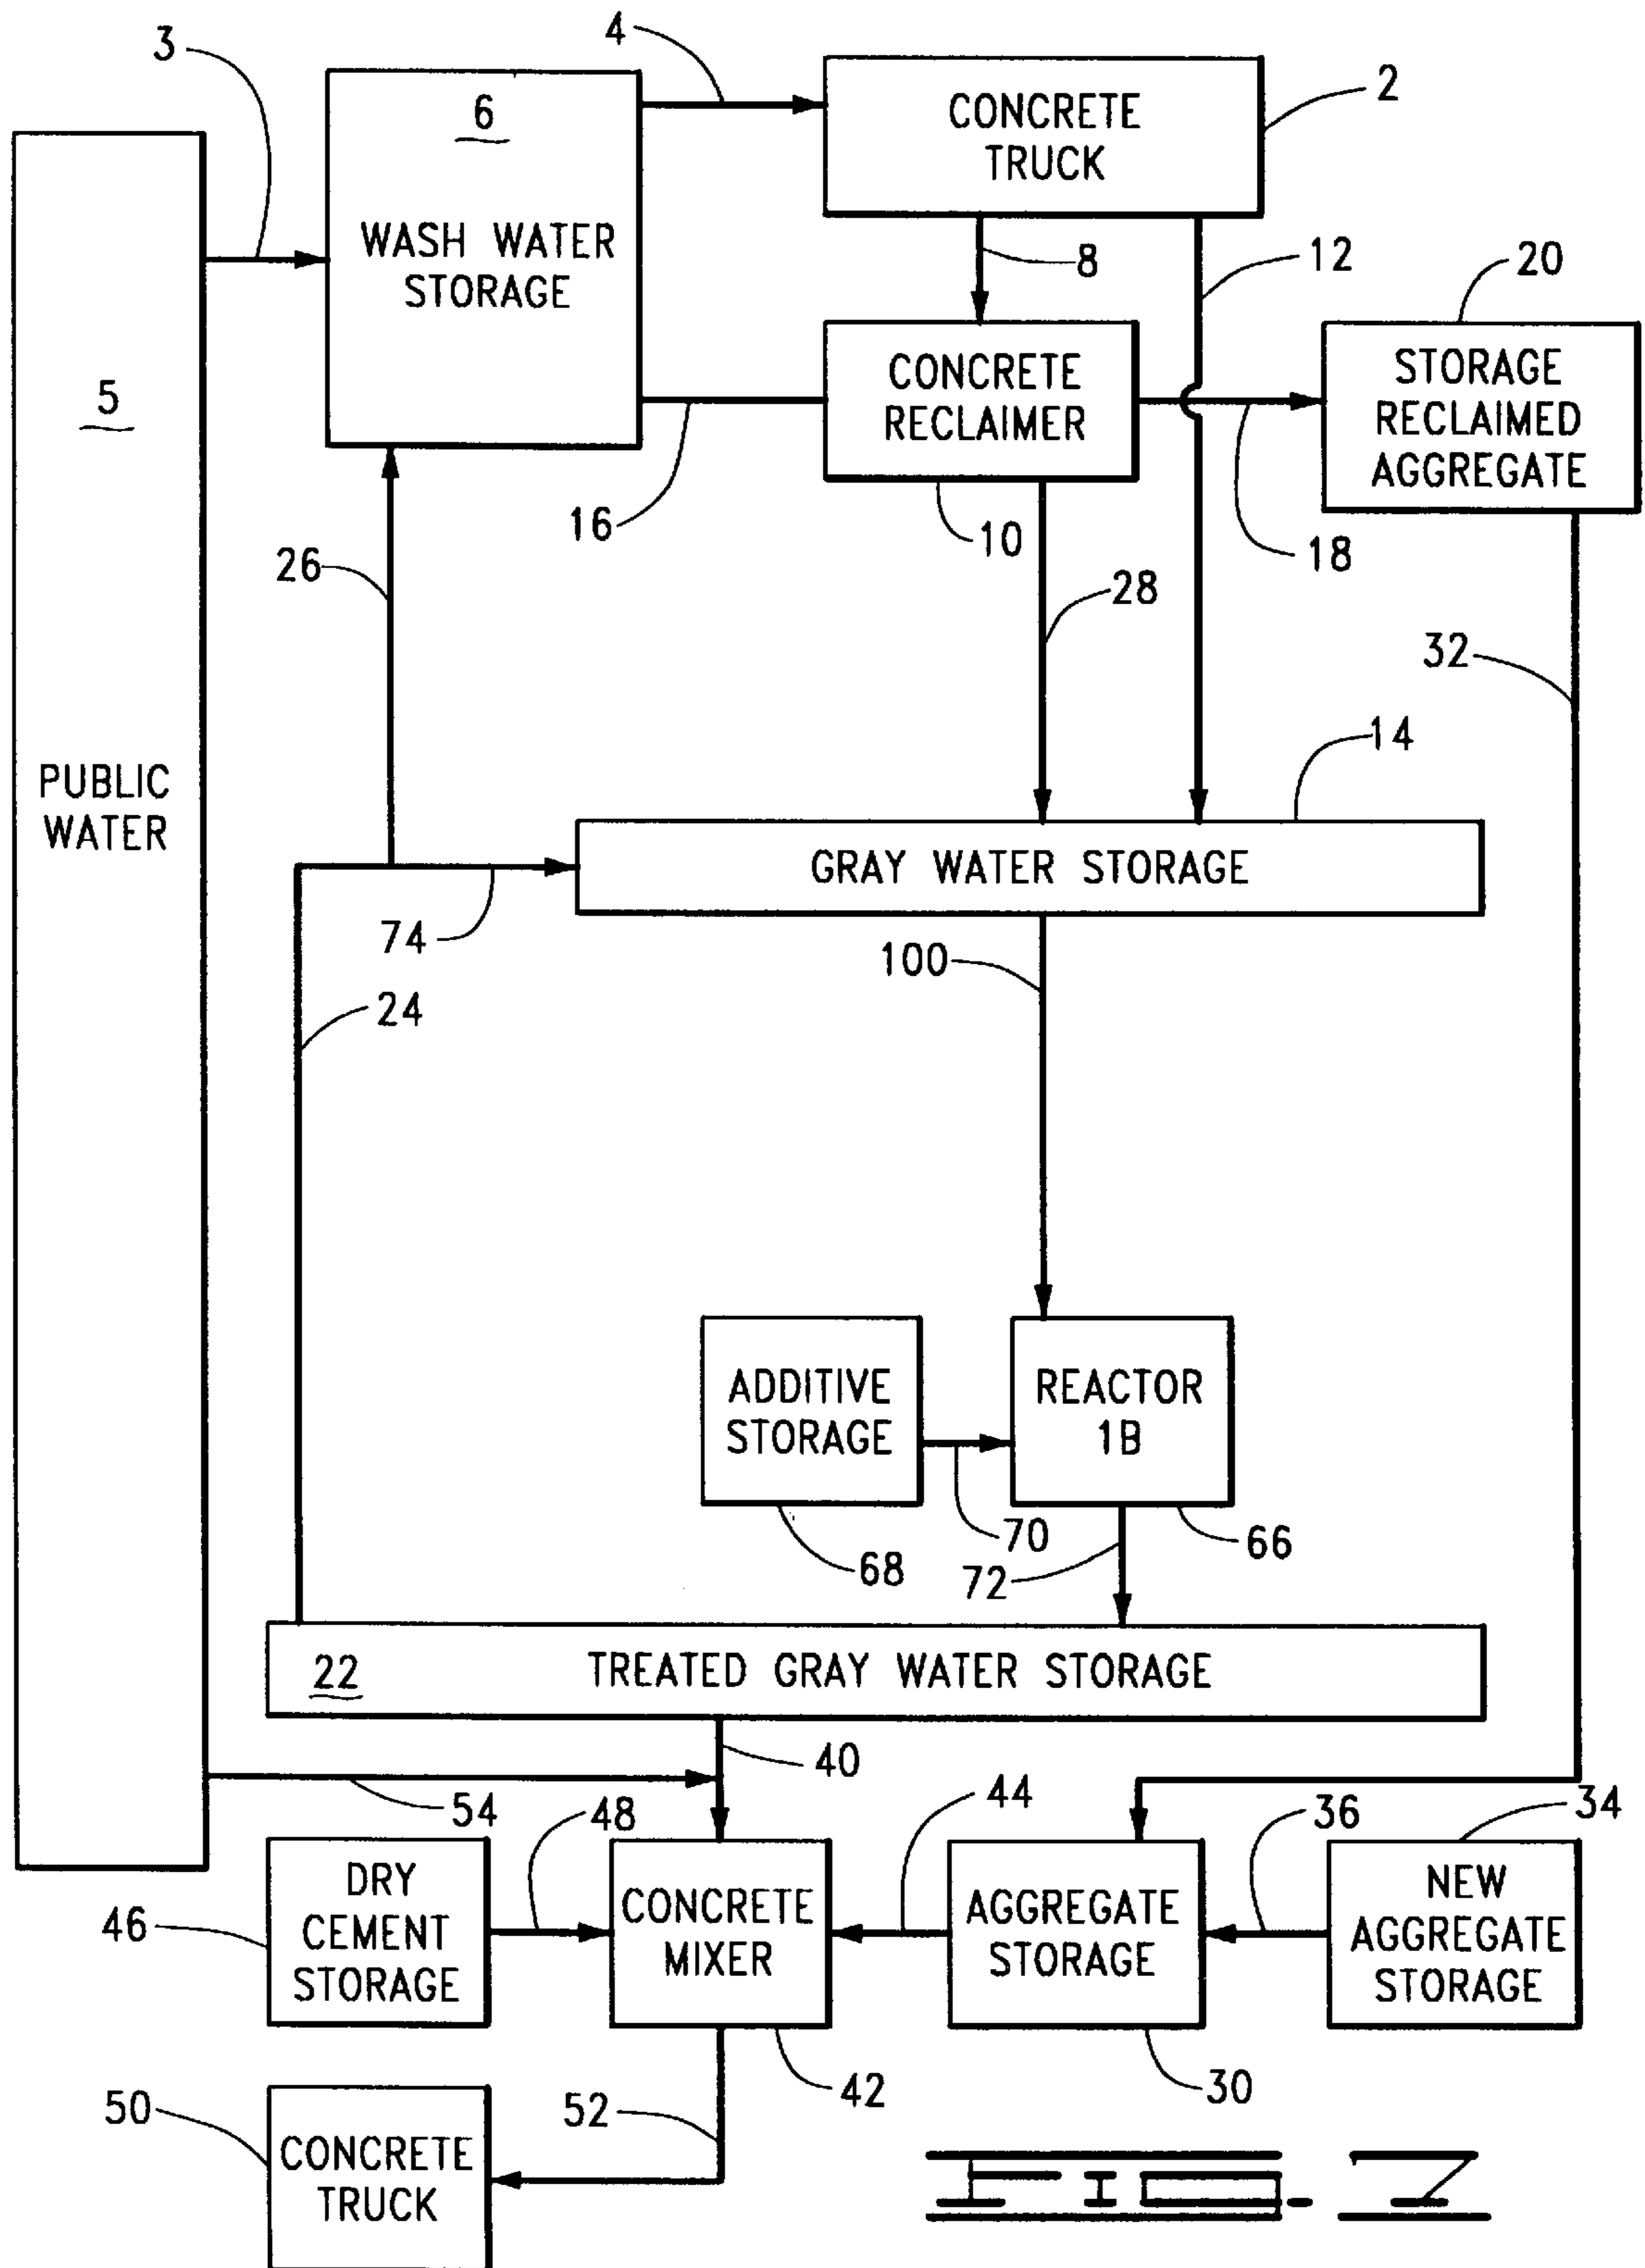 3
4
6
WASH WATER
STORAGE
CONCRETE
TRUCK
2
5
PUBLIC
WATER
8
12
20
CONCRETE
RECLAIMER
STORAGE
RECLAIMED
AGGREGATE
16
10
18
26
28
32
14
GRAY WATER STORAGE
74
100
24
ADDITIVE
STORAGE
REACTOR
1B
70
66
68
72
22
TREATED GRAY WATER STORAGE
40
54
48
44
36
34
DRY
CEMENT
STORAGE
46
CONCRETE
MIXER
AGGREGATE
STORAGE
NEW
AGGREGATE
STORAGE
42
30
50
52
CONCRETE
TRUCK
FIG. 7